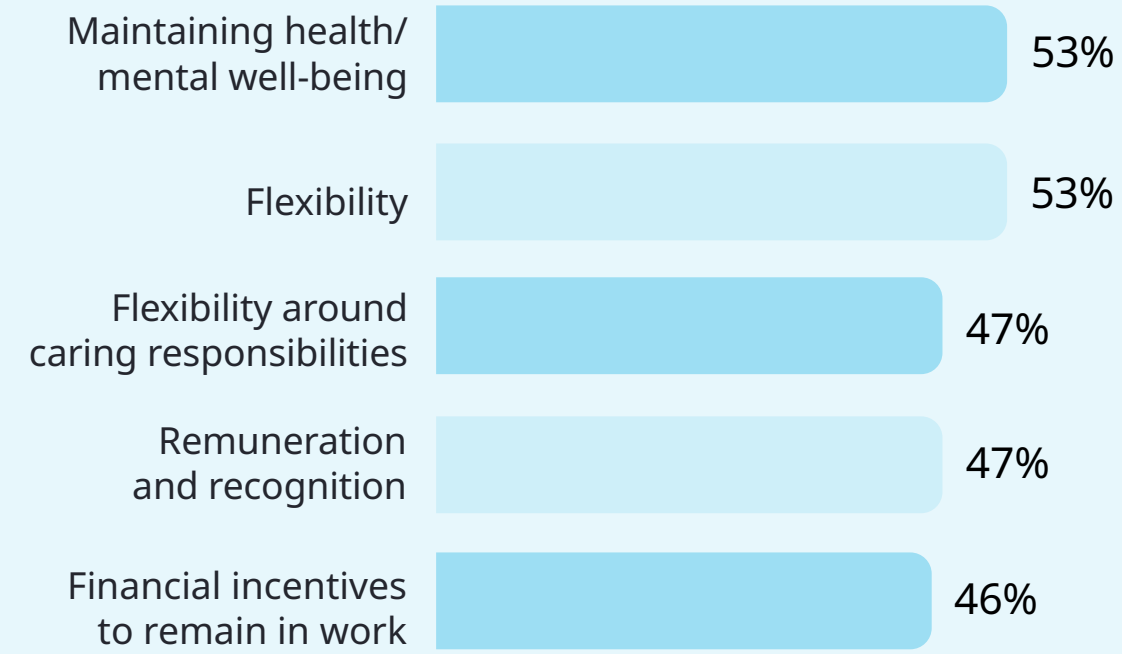 Maintaining health/
mental well-being
53%
Flexibility
53%
Flexibility around
caring responsibilities
47%
Remuneration
and recognition
47%
Financial incentives
to remain in work
46%